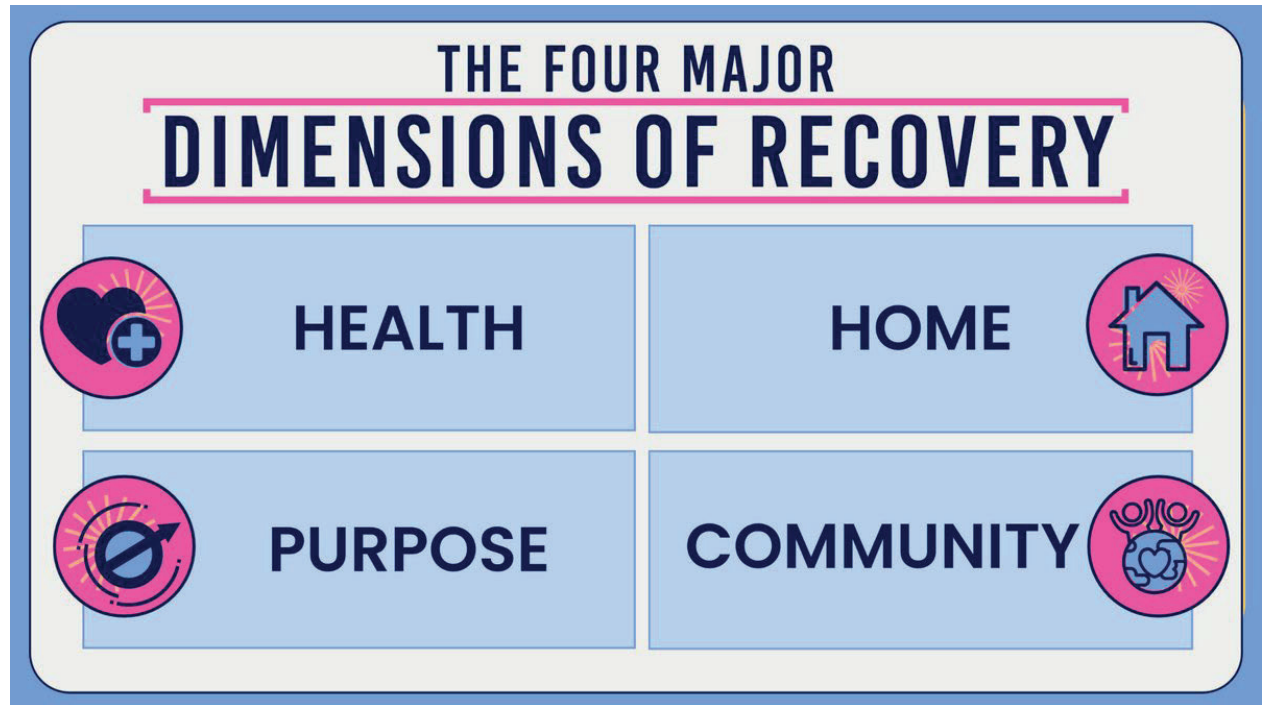 THE FOUR MAJOR
DIMENSIONS OF RECOVERY
HEALTH
HOME
PURPOSE
COMMUNITY